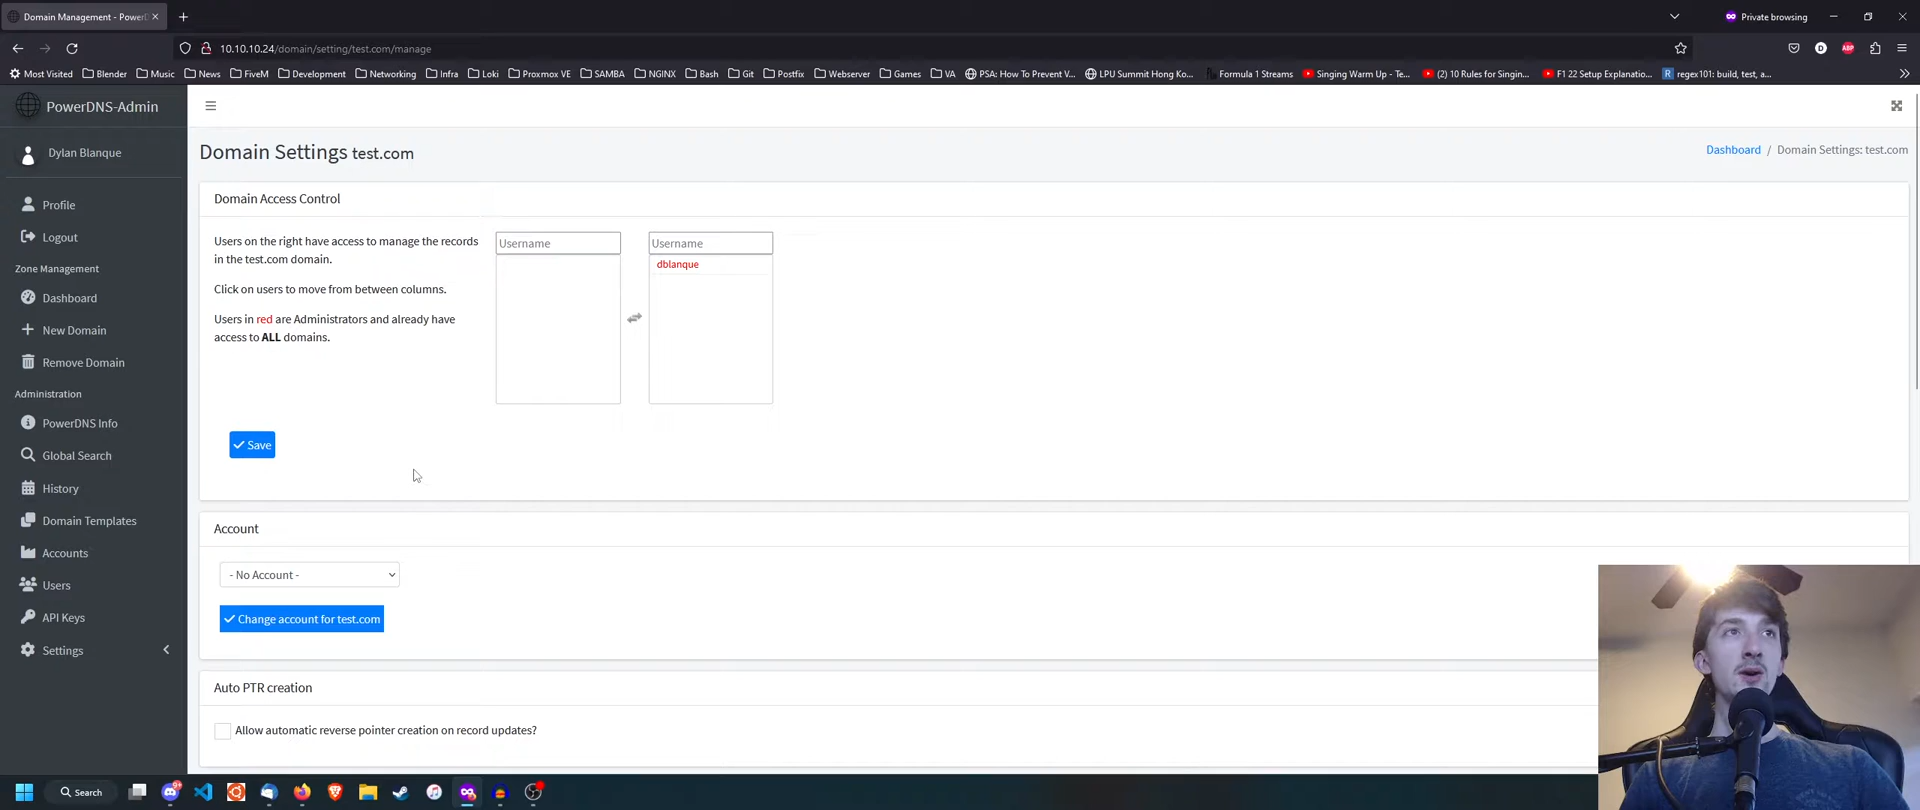 Domain Management - PowerD
Private browsing
10.10.10.24/domain/setting/test.com/manage
Most Visited
Blender
Music
News
FiveM
Development
Networking
Infra
Loki
Proxmox VE
SAMBA
NGINX
Bash
Git
Postfix
Webserver
Games
VA
PSA: How To Prevent V...
LPU Summit Hong Ko...
Formula 1 Streams
Singing Warm Up - Te...
(2) 10 Rules for Singin...
F1 22 Setup Explanatio...
regex101: build, test, a...
ABP
PowerDNS-Admin
Dylan Blanque
Profile
Logout
Zone Management
Dashboard
New Domain
Remove Domain
Administration
PowerDNS Info
Global Search
History
Domain Templates
Accounts
Users
API Keys
Settings
Domain Settings test.com
Dashboard / Domain Settings: test.com
Domain Access Control
Users on the right have access to manage the records
in the test.com domain.
Click on users to move from between columns.
Users in red are Administrators and already have
access to ALL domains.
Username
Username
dblanque
Save
Account
- No Account -
Change account for test.com
Auto PTR creation
Allow automatic reverse pointer creation on record updates?
Search